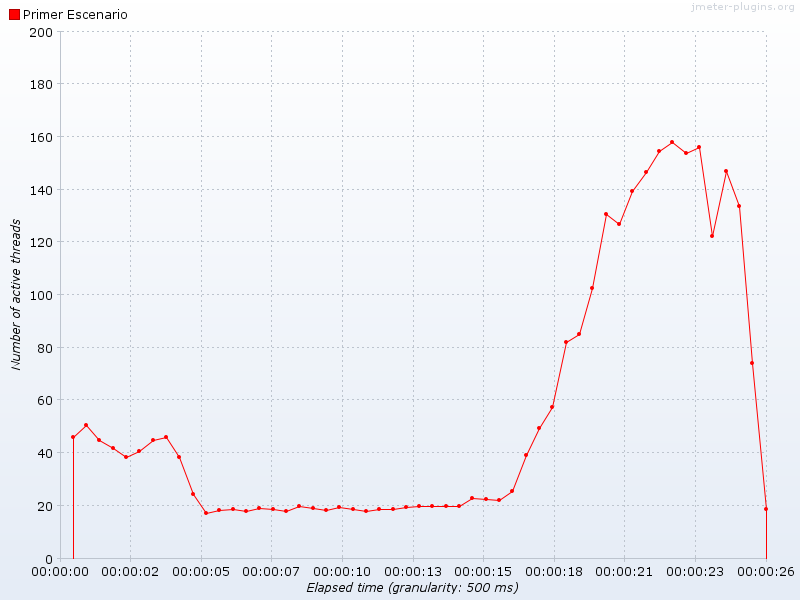 jmeter-plugins.org
Primer Escenario
200
180
160
140
120
100
80
60
40
20
0
Number of active threads
00:00:00 00:00:02 00:00:05 00:00:07 00:00:10 00:00:13 00:00:15 00:00:18 00:00:21 00:00:23 00:00:26
Elapsed time (granularity: 500 ms)